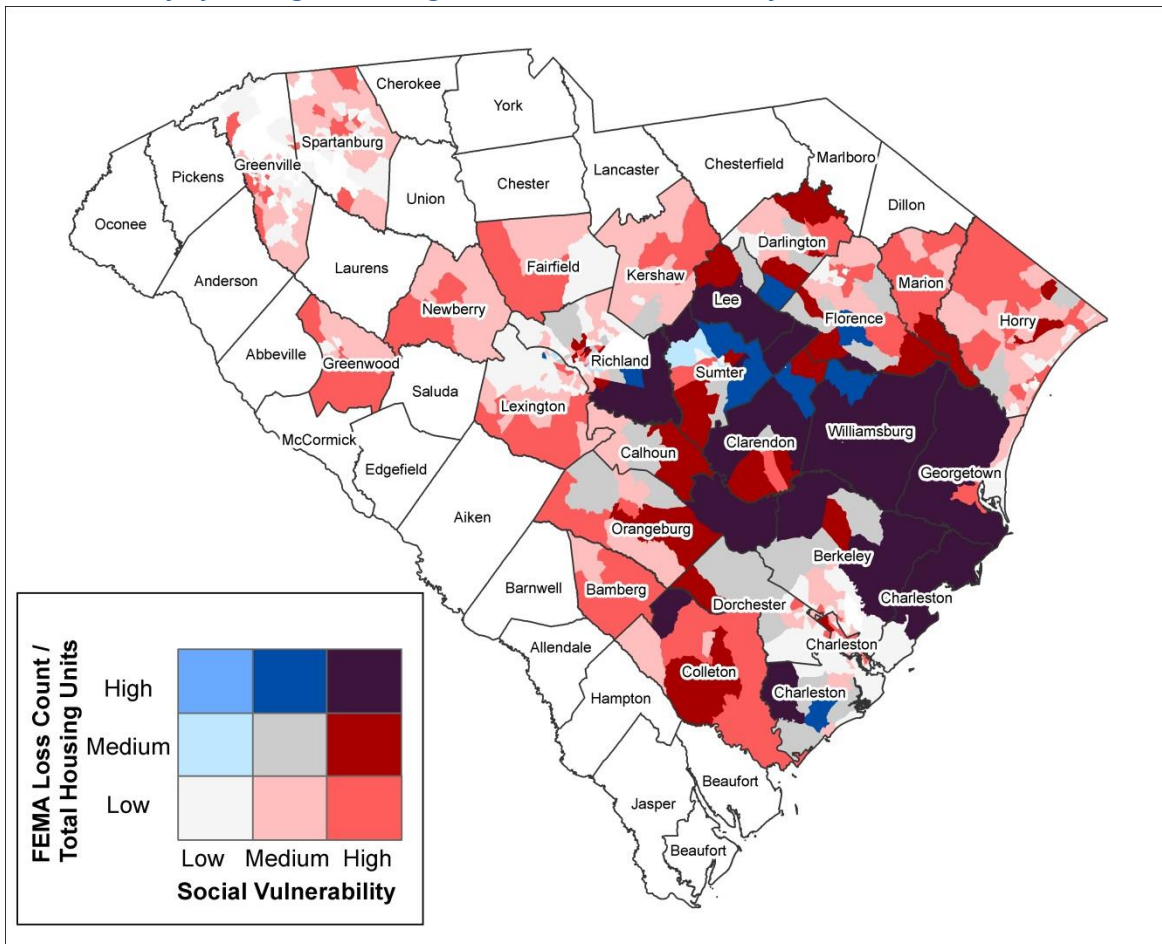 Cherokee
York
Spartanburg
Greenville
Pickens
Oconee
Union
Chester
Lancaster
Chesterfield
Marlboro
Dillon
Anderson
Laurens
Fairfield
Kershaw
Darlington
Marion
Newberry
Lee
Florence
Horry
Abbeville
Greenwood
Richland
Sumter
Saluda
Lexington
McCormick
Edgefield
Calhoun
Clarendon
Williamsburg
Georgetown
Aiken
Orangeburg
Berkeley
Barnwell
Bamberg
Dorchester
Charleston
Allendale
Charleston
Colleton
Charleston
Hampton
Beaufort
Jasper
Beaufort
FEMA Loss Count /
Total Housing Units
High
Medium
Low
Low Medium High
Social Vulnerability